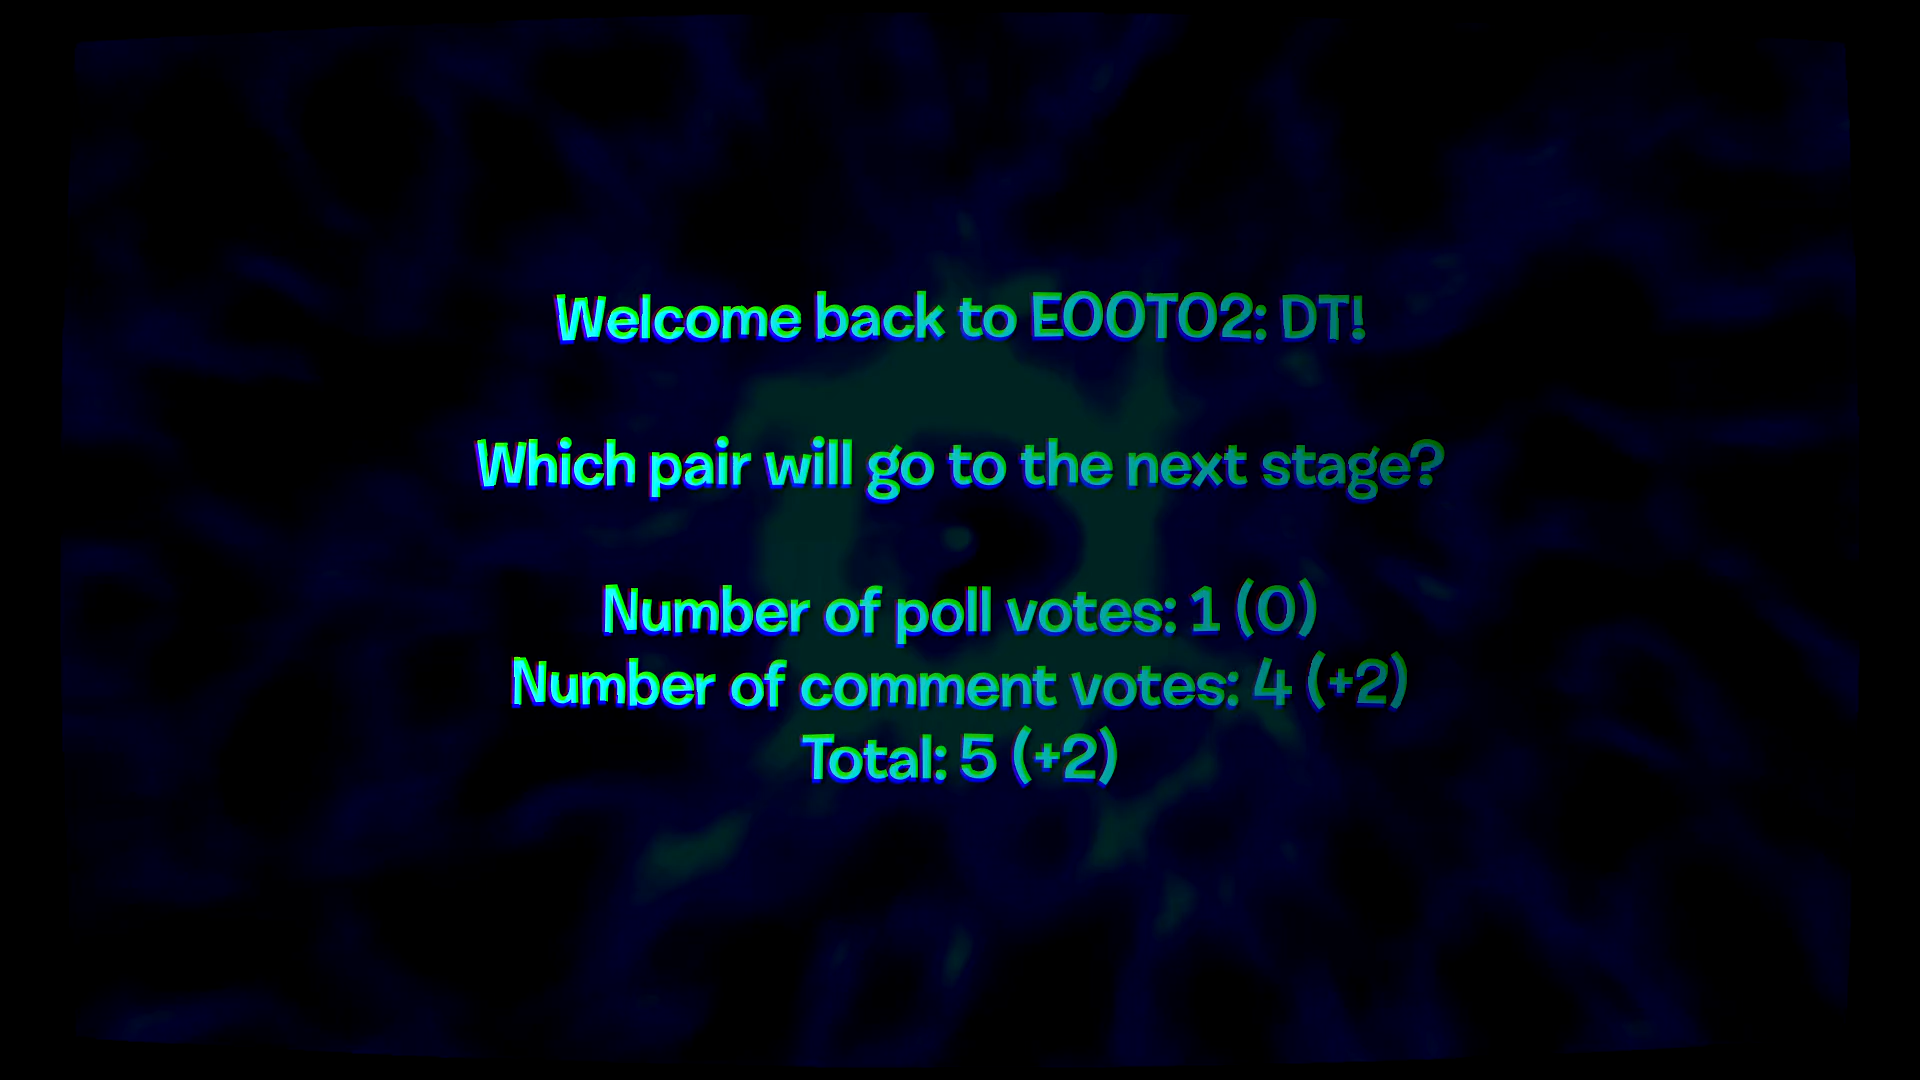 Welcome back to EOOTO2: DT!
Which pair will go to the next stage?
Number of poll votes: 1 (0)
Number of comment votes: 4 (+2)
Total: 5 (+2)